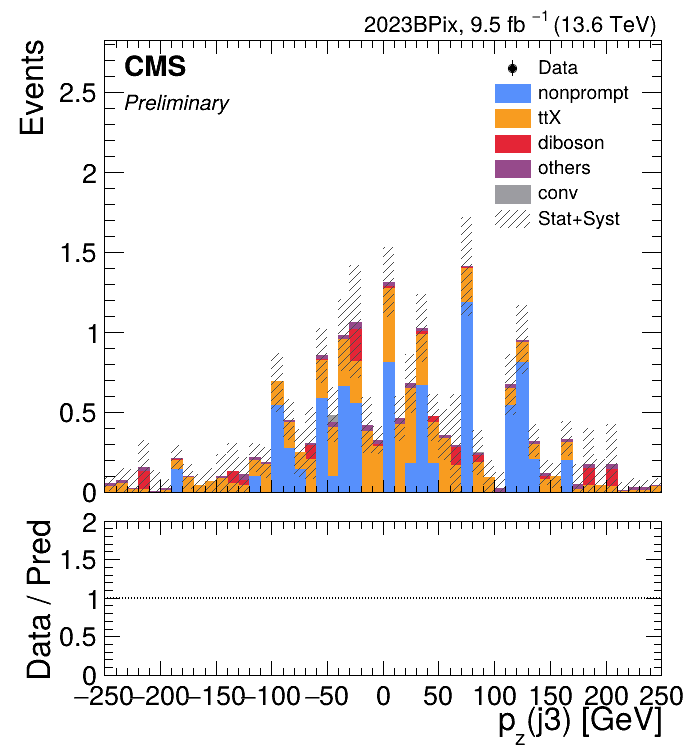 2023BPix, 9.5 fb⁻¹ (13.6 TeV)
CMS
Preliminary
Events
Data
nonprompt
ttX
diboson
others
conv
Stat+Syst
2.5
2
1.5
1
0.5
0
Data / Pred
2
1.5
1
0.5
0
−250 −200 −150 −100 −50 0 50 100 150 200 250
p_z(j3) [GeV]